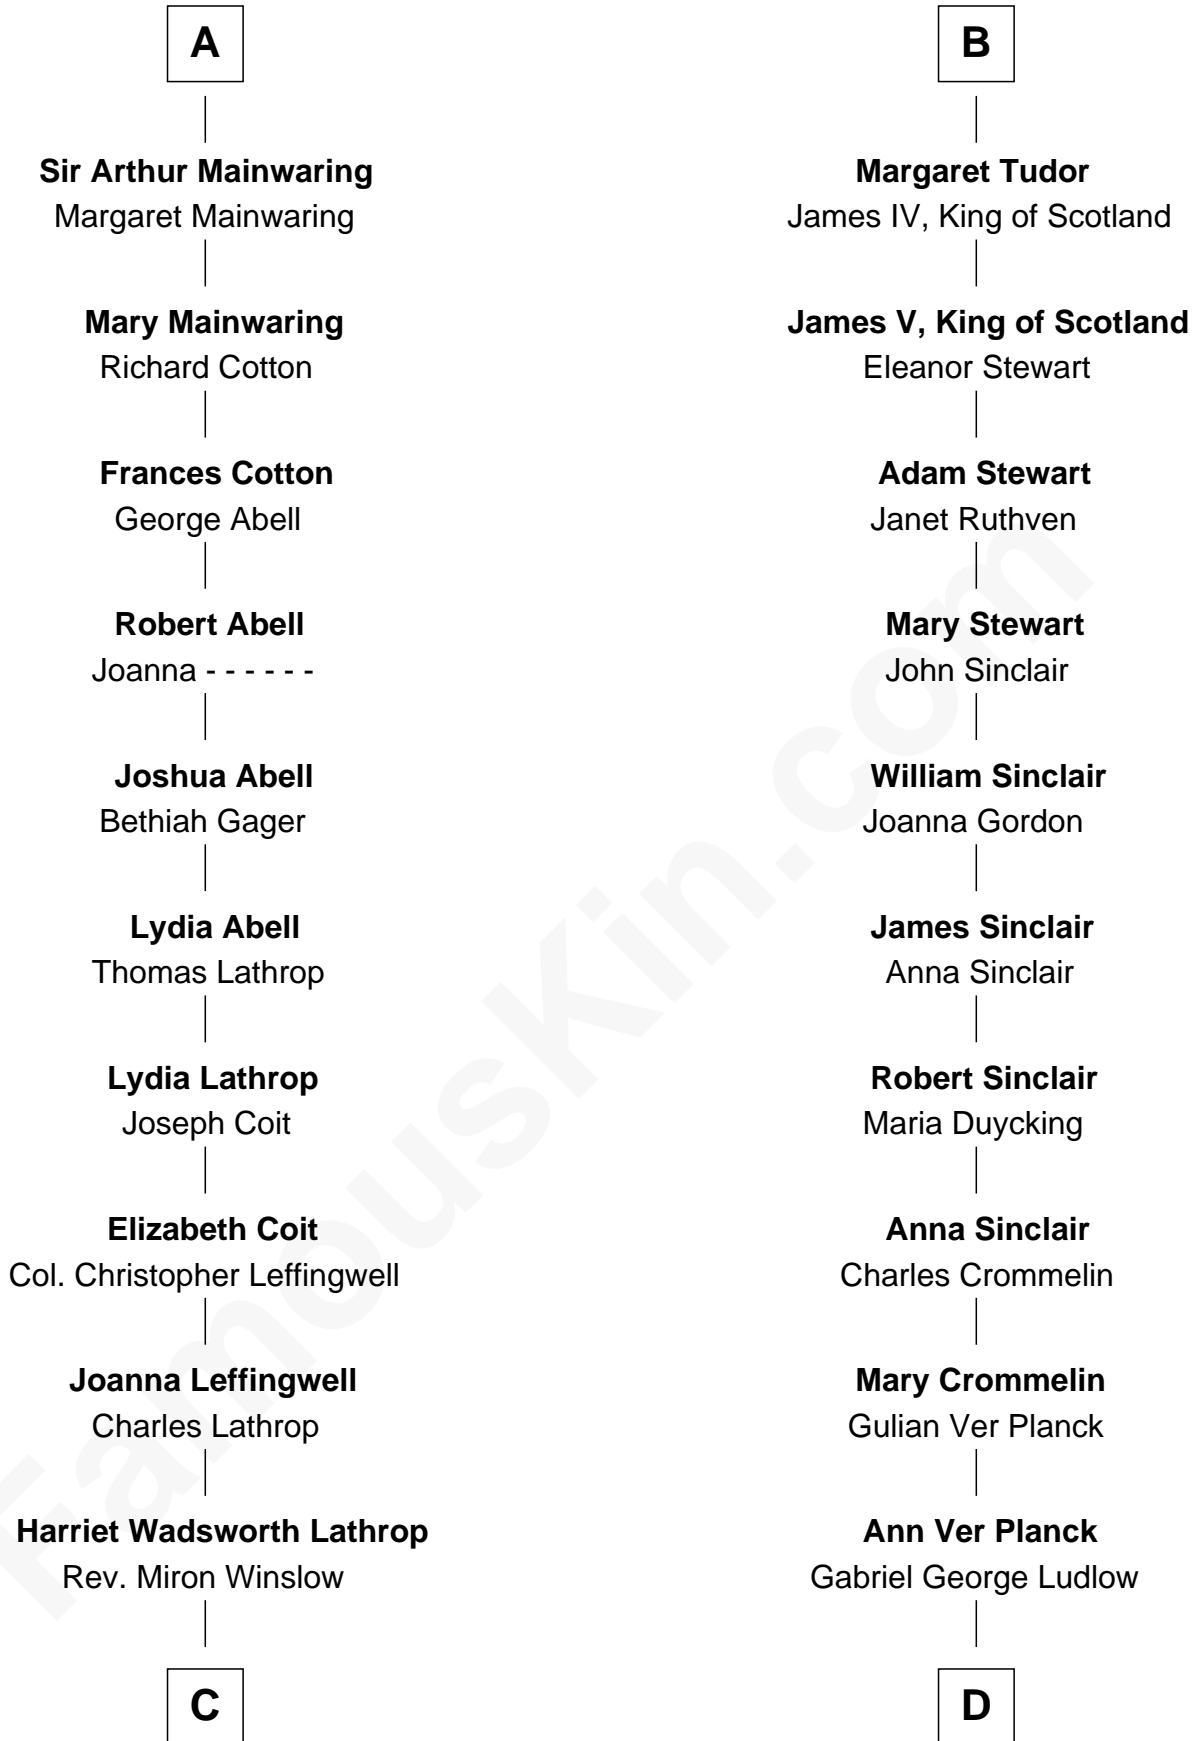 A
Sir Arthur Mainwaring
Margaret Mainwaring
Mary Mainwaring
Richard Cotton
Frances Cotton
George Abell
Robert Abell
Joanna - - - - - -
Joshua Abell
Bethiah Gager
Lydia Abell
Thomas Lathrop
Lydia Lathrop
Joseph Coit
Elizabeth Coit
Col. Christopher Leffingwell
Joanna Leffingwell
Charles Lathrop
Harriet Wadsworth Lathrop
Rev. Miron Winslow
C
B
Margaret Tudor
James IV, King of Scotland
James V, King of Scotland
Eleanor Stewart
Adam Stewart
Janet Ruthven
Mary Stewart
John Sinclair
William Sinclair
Joanna Gordon
James Sinclair
Anna Sinclair
Robert Sinclair
Maria Duycking
Anna Sinclair
Charles Crommelin
Mary Crommelin
Gulian Ver Planck
Ann Ver Planck
Gabriel George Ludlow
D
FamousKin.com